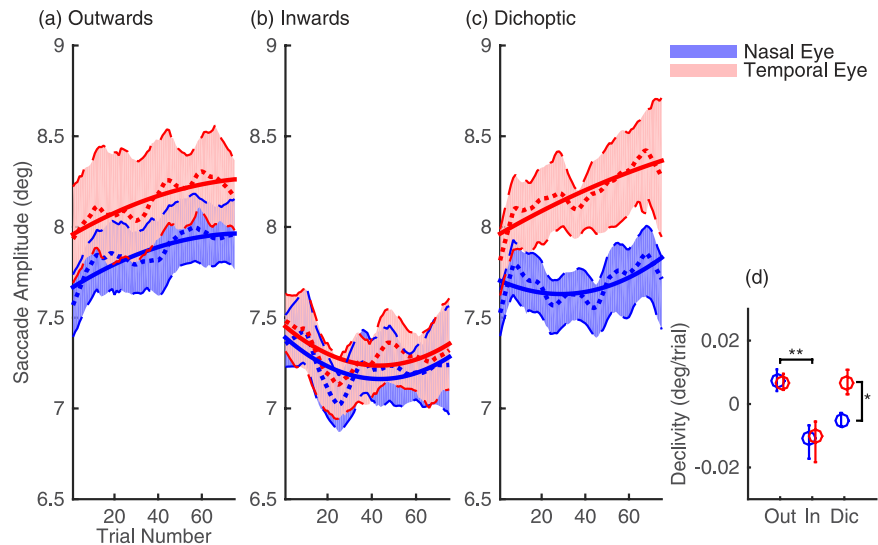 (a) Outwards
(b) Inwards
(c) Dichoptic
Nasal Eye
Temporal Eye
Saccade Amplitude (deg)
9
8.5
8
7.5
7
6.5
20 40 60
Trial Number
9
8.5
8
7.5
7
6.5
20 40 60
9
8.5
8
7.5
7
6.5
20 40 60
(d)
Declivity (deg/trial)
0.02
0
-0.02
**
*
Out In Dic